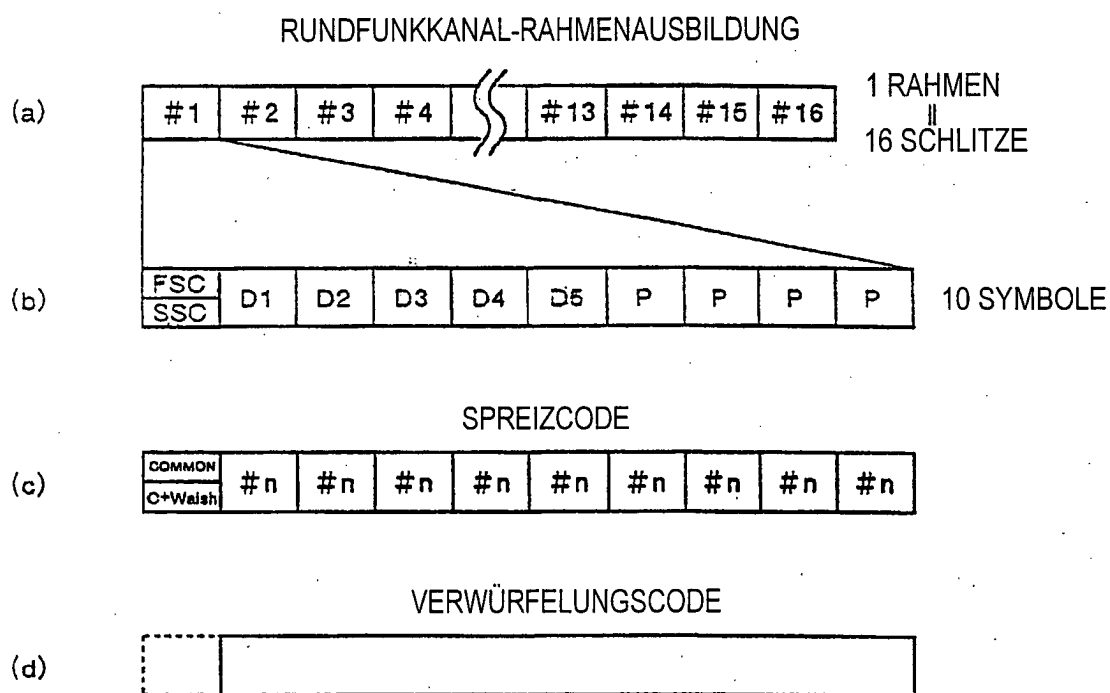 RUNDFUNKKANAL-RAHMENAUSBILDUNG
(a) #1 #2 #3 #4 #13 #14 #15 #16 1 RAHMEN
=
16 SCHLITZE
(b) FSC
SSC D1 D2 D3 D4 D5 P P P P 10 SYMBOLE
SPREIZCODE
(c) COMMON
C+Walsh #n #n #n #n #n #n #n #n #n
VERWÜRFELUNGSCODE
(d)